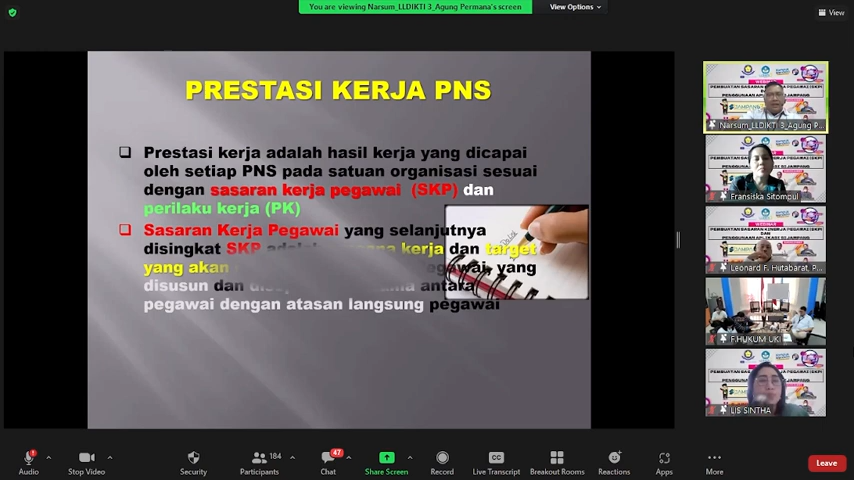 You are viewing Narsum_LLDIKTI 3_Agung Permana's screen
View Options
View
PRESTASI KERJA PNS
Prestasi kerja adalah hasil kerja yang dicapai
oleh setiap PNS pada satuan organisasi sesuai
dengan sasaran kerja pegawai (SKP) dan
perilaku kerja (PK)
Sasaran Kerja Pegawai yang selanjutnya
disingkat SKP adalah kerja dan target
yang akan yang
disusun dan antara
pegawai dengan atasan langsung pegawai
Narsum_LLDIKTI 3_Agung P...
Fransiska Sitompul
WEBINAR
Leonard F. Hutabarat, P...
F.HUKUM UKI
LIS SINTHA
Audio
Stop Video
Security
184
Participants
47
Chat
Share Screen
Record
CC
Live Transcript
Breakout Rooms
Reactions
Apps
More
Leave